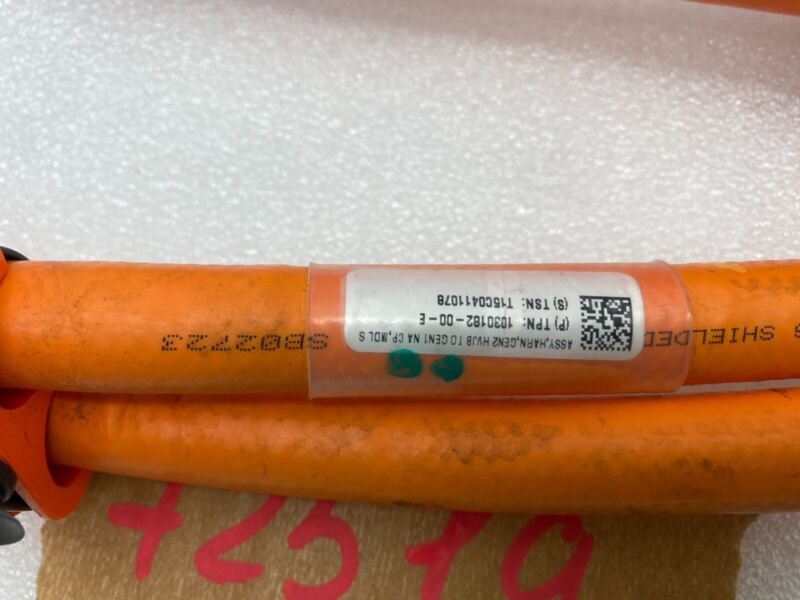 ASSY,HARN,GEN2 HVJB TO GEN1 NA CP,MDL S
(P) TPN: 1030182-00-E
(S) TSN: T15C0411078
SHIELDED
SB02723